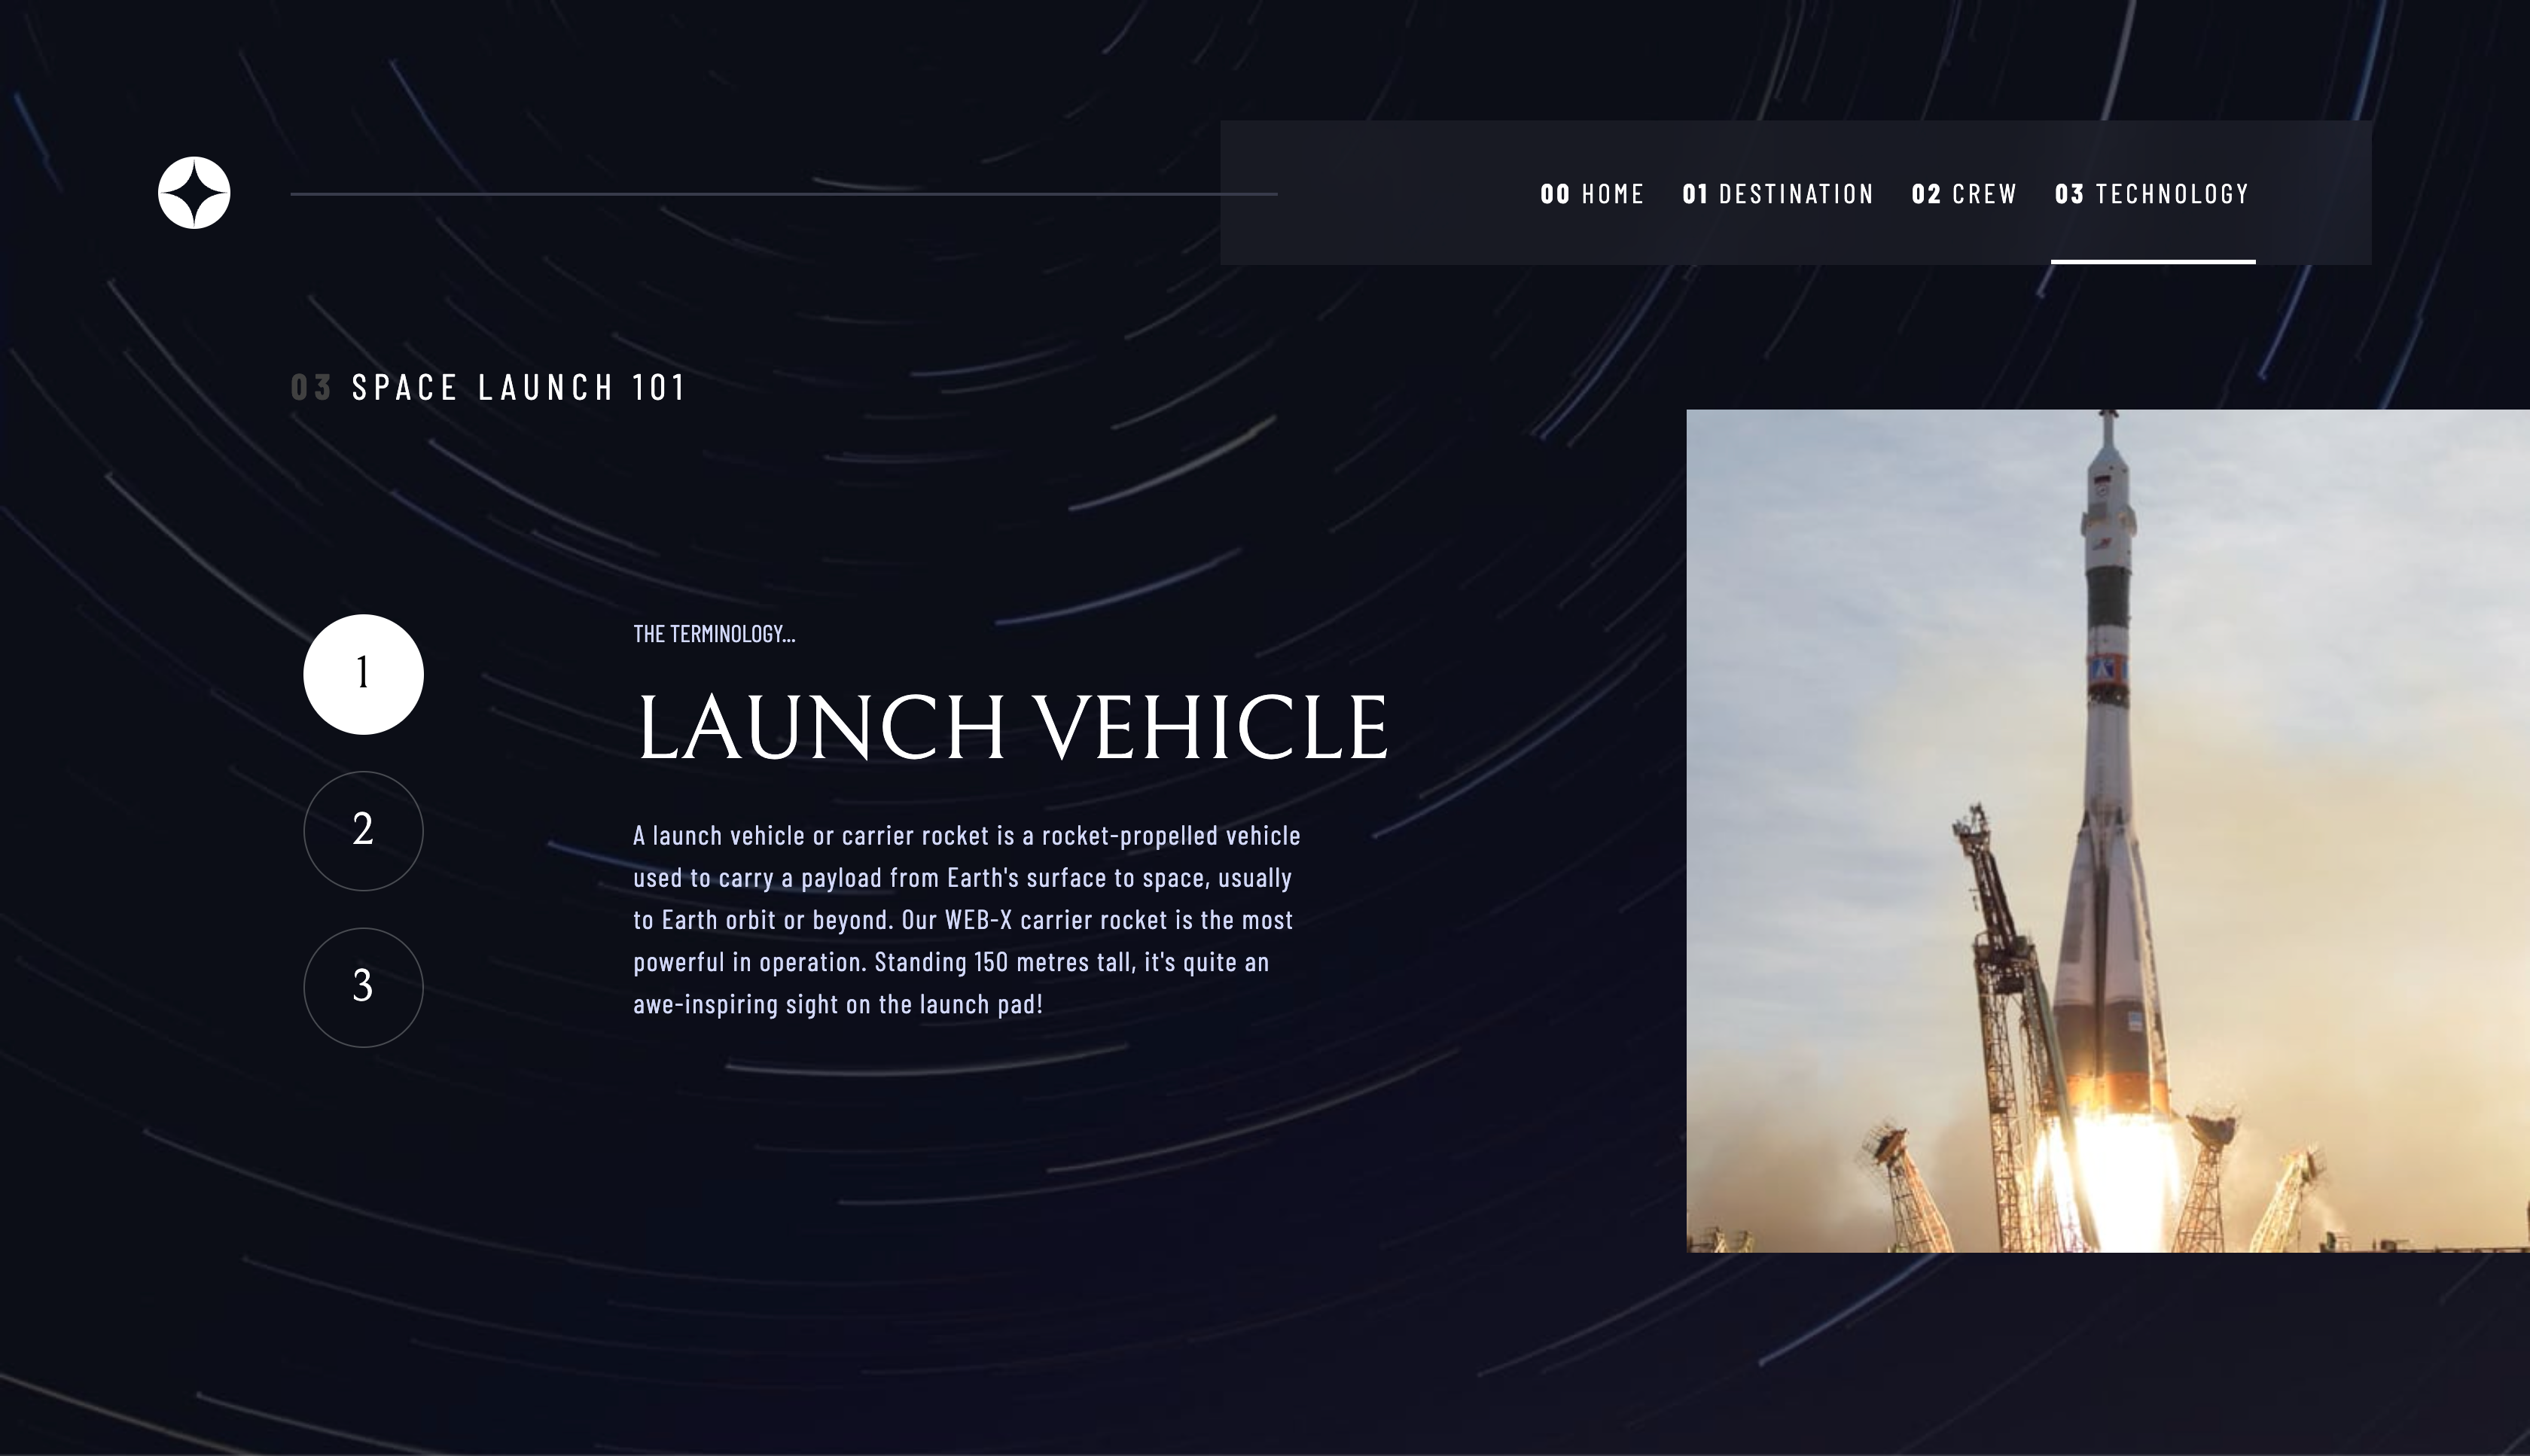 00 HOME 01 DESTINATION 02 CREW 03 TECHNOLOGY
03 SPACE LAUNCH 101
1
THE TERMINOLOGY...
LAUNCH VEHICLE
2
A launch vehicle or carrier rocket is a rocket-propelled vehicle
used to carry a payload from Earth's surface to space, usually
to Earth orbit or beyond. Our WEB-X carrier rocket is the most
powerful in operation. Standing 150 metres tall, it's quite an
awe-inspiring sight on the launch pad!
3